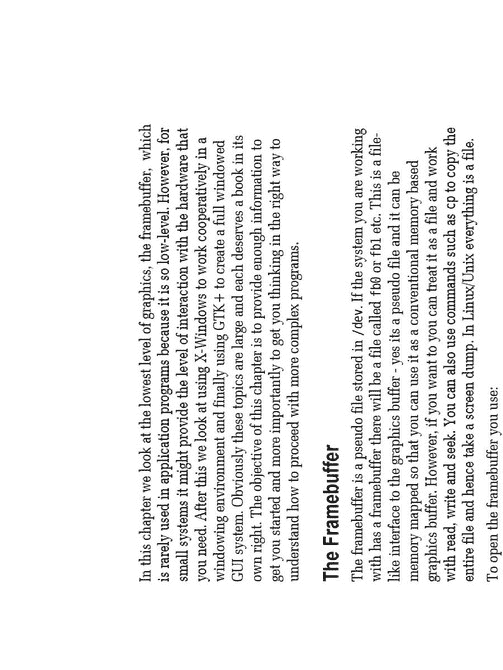 In this chapter we look at the lowest level of graphics, the framebuffer, which
is rarely used in application programs because it is so low-level. However, for
small systems it might provide the level of interaction with the hardware that
you need. After this we look at using X-Windows to work cooperatively in a
windowing environment and finally using GTK+ to create a full windowed
GUI system. Obviously these topics are large and each deserves a book in its
own right. The objective of this chapter is to provide enough information to
get you started and more importantly to get you thinking in the right way to
understand how to proceed with more complex programs.
The Framebuffer
The framebuffer is a pseudo file stored in /dev. If the system you are working
with has a framebuffer there will be a file called fb0 or fb1 etc. This is a file-
like interface to the graphics buffer - yes its a pseudo file and it can be
memory mapped so that you can use it as a conventional memory based
graphics buffer. However, if you want to you can treat it as a file and work
with read, write and seek. You can also use commands such as cp to copy the
entire file and hence take a screen dump. In Linux/Unix everything is a file.
To open the framebuffer you use: